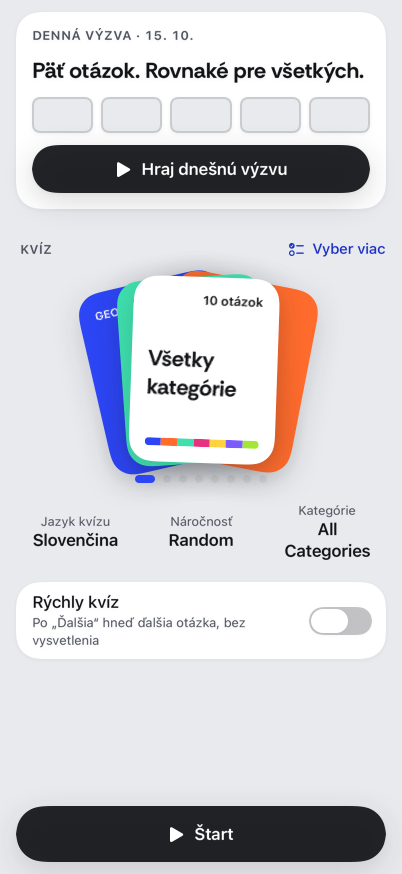 DENNÁ VÝZVA · 15. 10.
Päť otázok. Rovnaké pre všetkých.
Hraj dnešnú výzvu
KVÍZ
Vyber viac
10 otázok
Všetky
kategórie
Jazyk kvízu
Slovenčina
Náročnosť
Random
Kategórie
All
Categories
Rýchly kvíz
Po „Ďalšia“ hneď ďalšia otázka, bez
vysvetlenia
Štart